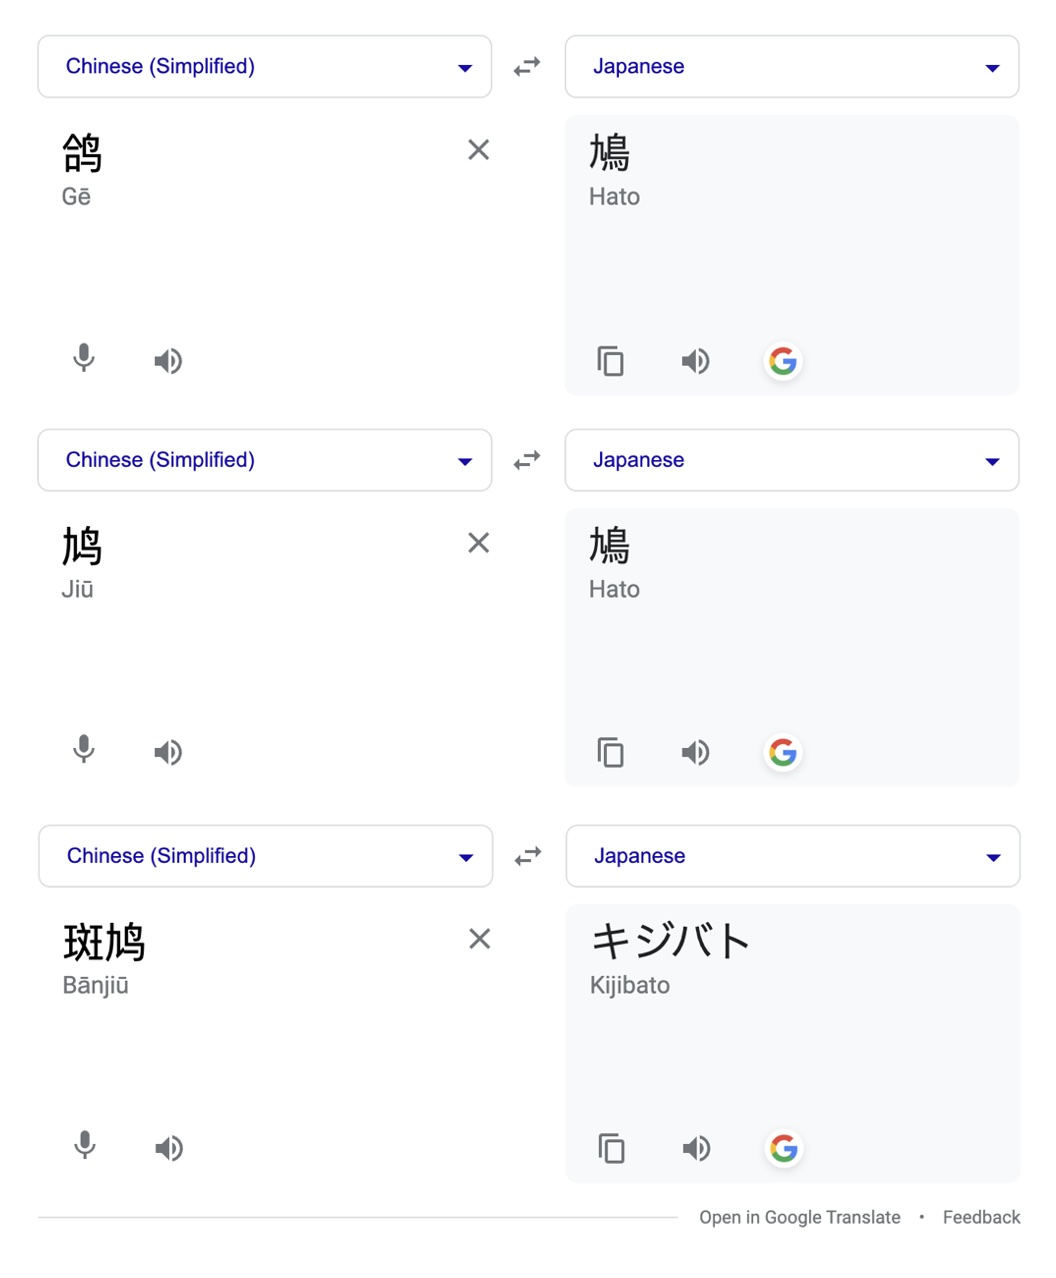 Chinese (Simplified)
Japanese
鸽
Gē
鳩
Hato
Chinese (Simplified)
Japanese
鸠
Jiū
鳩
Hato
Chinese (Simplified)
Japanese
斑鸠
Bānjiū
キジバト
Kijibato
Open in Google Translate • Feedback